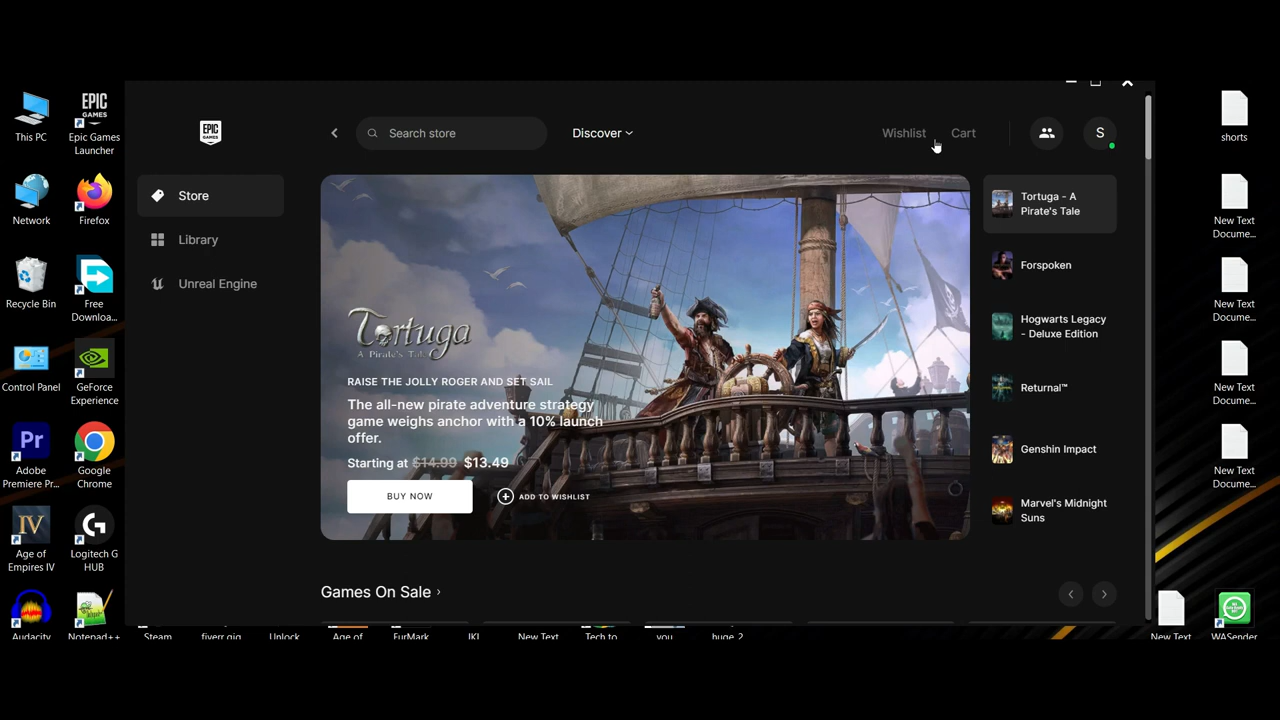 This PC
EPIC
GAMES
Epic Games
Launcher
Network
Firefox
Recycle Bin
Free
Downloa...
Control Panel
GeForce
Experience
Pr
Adobe
Premiere Pr...
Google
Chrome
IV
Age of
Empires IV
Logitech G
HUB
Audacity
Notepad++
EPIC
GAMES
Search store
Discover
Wishlist
Cart
S
Store
Library
Unreal Engine
Tortuga
A Pirate's Tale
RAISE THE JOLLY ROGER AND SET SAIL
The all-new pirate adventure strategy
game weighs anchor with a 10% launch
offer.
Starting at $14.99 $13.49
BUY NOW
ADD TO WISHLIST
Tortuga - A
Pirate's Tale
Forspoken
Hogwarts Legacy
- Deluxe Edition
Returnal™
Genshin Impact
Marvel's Midnight
Suns
Games On Sale
Steam
fiverr gig
Unlock
Age of
FurMark
IKI
New Text
Tech to
you
huge 2
shorts
New Text
Docume...
New Text
Docume...
New Text
Docume...
New Text
Docume...
New Text
WASender